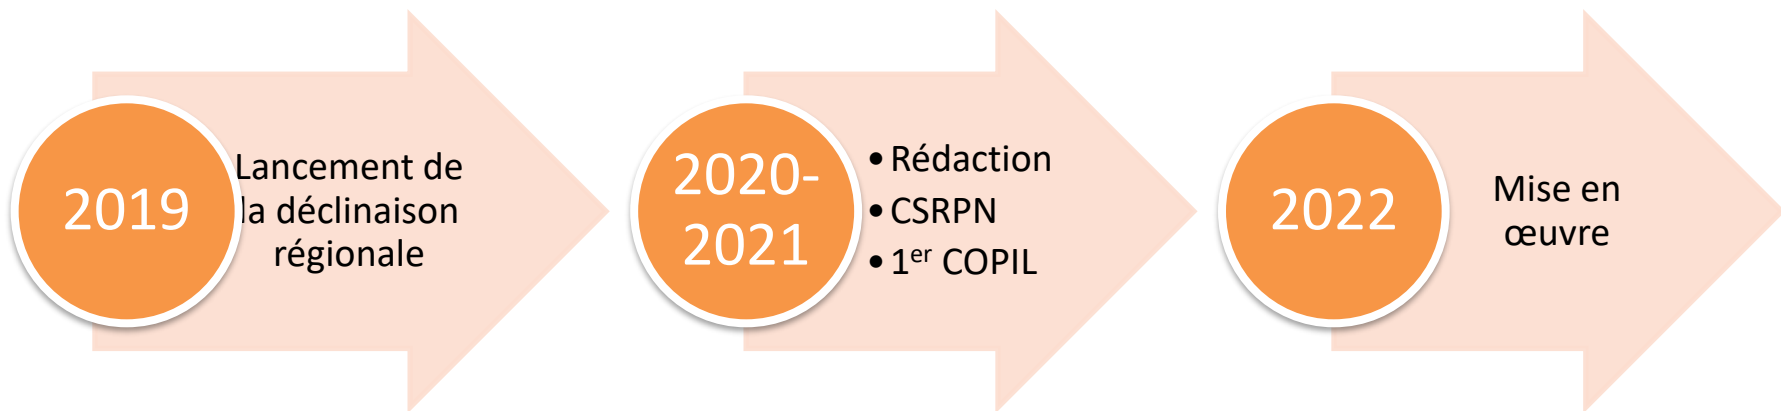 2019
Lancement de
la déclinaison
régionale
2020-
2021
• Rédaction
• CSRPN
• 1er COPIL
2022
Mise en
œuvre